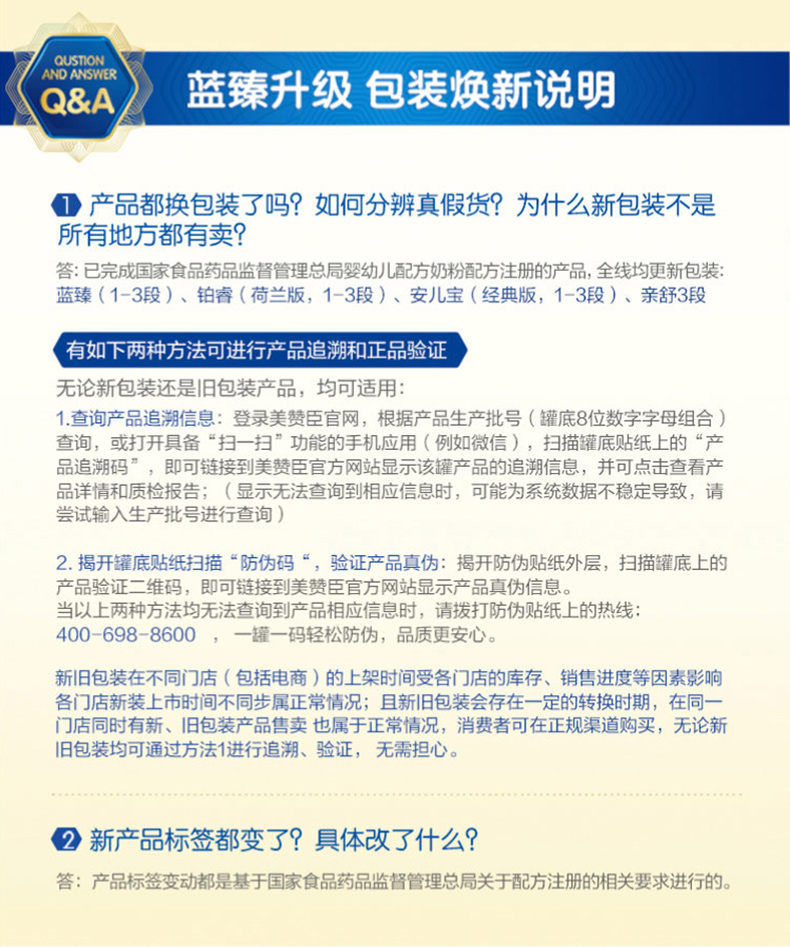 QUSTION
AND ANSWER
Q&A
蓝臻升级 包装焕新说明
1 产品都换包装了吗？如何分辨真假货？为什么新包装不是
所有地方都有卖？
答：已完成国家食品药品监督管理总局婴幼儿配方奶粉配方注册的产品，全线均更新包装：
蓝臻（1-3段）、铂睿（荷兰版，1-3段）、安儿宝（经典版，1-3段）、亲舒3段
有如下两种方法可进行产品追溯和正品验证
无论新包装还是旧包装产品，均可适用：
1.查询产品追溯信息：登录美赞臣官网，根据产品生产批号（罐底8位数字字母组合）
查询，或打开具备“扫一扫”功能的手机应用（例如微信），扫描罐底贴纸上的“产
品追溯码”，即可链接到美赞臣官方网站显示该罐产品的追溯信息，并可点击查看产
品详情和质检报告；（显示无法查询到相应信息时，可能为系统数据不稳定导致，请
尝试输入生产批号进行查询）
2. 揭开罐底贴纸扫描“防伪码“，验证产品真伪：揭开防伪贴纸外层，扫描罐底上的
产品验证二维码，即可链接到美赞臣官方网站显示产品真伪信息。
当以上两种方法均无法查询到产品相应信息时，请拨打防伪贴纸上的热线：
400-698-8600 ，一罐一码轻松防伪，品质更安心。
新旧包装在不同门店（包括电商）的上架时间受各门店的库存、销售进度等因素影响
各门店新装上市时间不同步属正常情况；且新旧包装会存在一定的转换时期，在同一
门店同时有新、旧包装产品售卖 也属于正常情况，消费者可在正规渠道购买，无论新
旧包装均可通过方法1进行追溯、验证， 无需担心。
2 新产品标签都变了？具体改了什么？
答：产品标签变动都是基于国家食品药品监督管理总局关于配方注册的相关要求进行的。